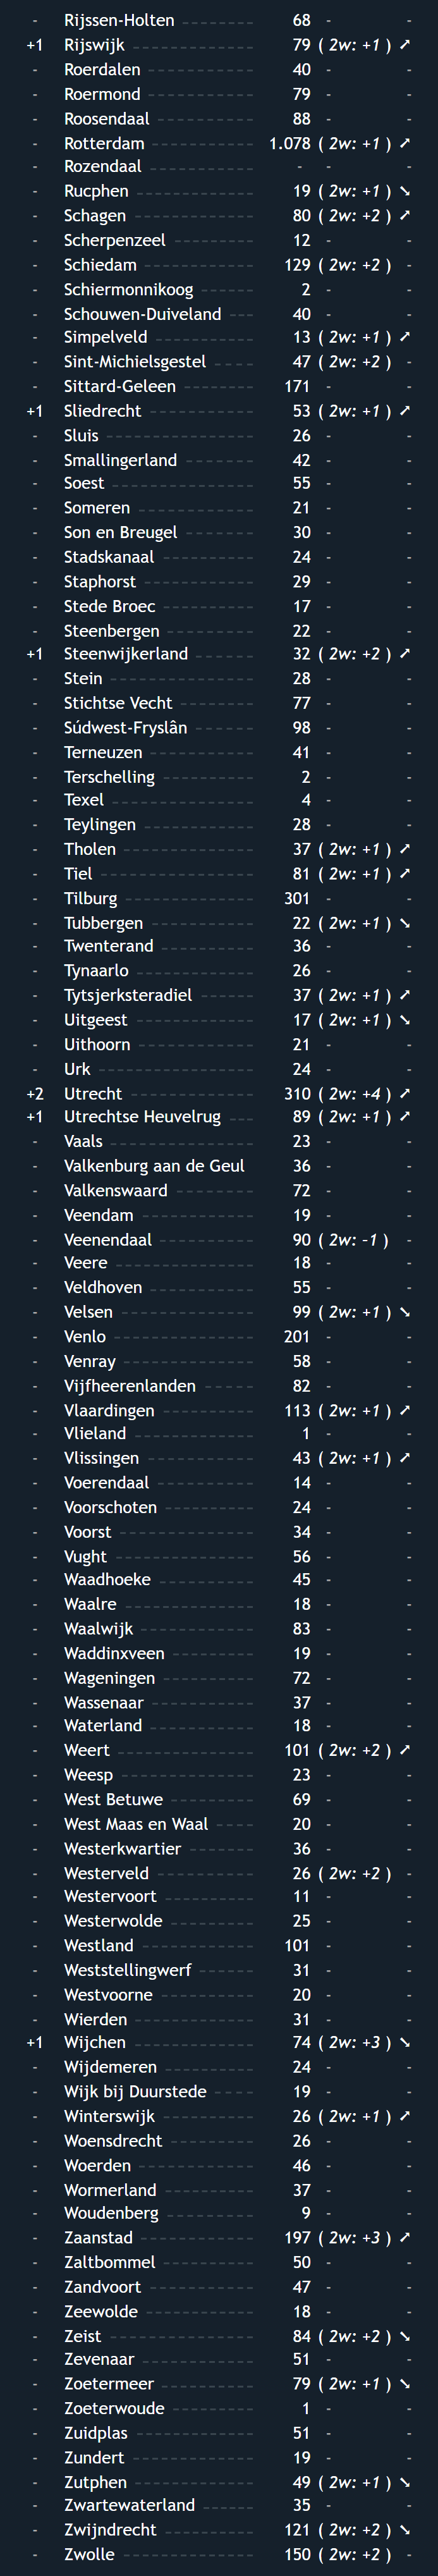 - Rijssen-Holten 68 - -
+1 Rijswijk 79 ( 2w: +1 ) ➚
- Roerdalen 40 - -
- Roermond 79 - -
- Roosendaal 88 - -
- Rotterdam 1.078 ( 2w: +1 ) ➚
- Rozendaal - - -
- Rucphen 19 ( 2w: +1 ) ➘
- Schagen 80 ( 2w: +2 ) ➚
- Scherpenzeel 12 - -
- Schiedam 129 ( 2w: +2 ) -
- Schiermonnikoog 2 - -
- Schouwen-Duiveland 40 - -
- Simpelveld 13 ( 2w: +1 ) ➚
- Sint-Michielsgestel 47 ( 2w: +2 ) -
- Sittard-Geleen 171 - -
+1 Sliedrecht 53 ( 2w: +1 ) ➚
- Sluis 26 - -
- Smallingerland 42 - -
- Soest 55 - -
- Someren 21 - -
- Son en Breugel 30 - -
- Stadskanaal 24 - -
- Staphorst 29 - -
- Stede Broec 17 - -
- Steenbergen 22 - -
+1 Steenwijkerland 32 ( 2w: +2 ) ➚
- Stein 28 - -
- Stichtse Vecht 77 - -
- Súdwest-Fryslân 98 - -
- Terneuzen 41 - -
- Terschelling 2 - -
- Texel 4 - -
- Teylingen 28 - -
- Tholen 37 ( 2w: +1 ) ➚
- Tiel 81 ( 2w: +1 ) ➚
- Tilburg 301 - -
- Tubbergen 22 ( 2w: +1 ) ➘
- Twenterand 36 - -
- Tynaarlo 26 - -
- Tytsjerksteradiel 37 ( 2w: +1 ) ➚
- Uitgeest 17 ( 2w: +1 ) ➘
- Uithoorn 21 - -
- Urk 24 - -
+2 Utrecht 310 ( 2w: +4 ) ➚
+1 Utrechtse Heuvelrug 89 ( 2w: +1 ) ➚
- Vaals 23 - -
- Valkenburg aan de Geul 36 - -
- Valkenswaard 72 - -
- Veendam 19 - -
- Veenendaal 90 ( 2w: -1 ) -
- Veere 18 - -
- Veldhoven 55 - -
- Velsen 99 ( 2w: +1 ) ➘
- Venlo 201 - -
- Venray 58 - -
- Vijfheerenlanden 82 - -
- Vlaardingen 113 ( 2w: +1 ) ➚
- Vlieland 1 - -
- Vlissingen 43 ( 2w: +1 ) ➚
- Voerendaal 14 - -
- Voorschoten 24 - -
- Voorst 34 - -
- Vught 56 - -
- Waadhoeke 45 - -
- Waalre 18 - -
- Waalwijk 83 - -
- Waddinxveen 19 - -
- Wageningen 72 - -
- Wassenaar 37 - -
- Waterland 18 - -
- Weert 101 ( 2w: +2 ) ➚
- Weesp 23 - -
- West Betuwe 69 - -
- West Maas en Waal 20 - -
- Westerkwartier 36 - -
- Westerveld 26 ( 2w: +2 ) -
- Westervoort 11 - -
- Westerwolde 25 - -
- Westland 101 - -
- Weststellingwerf 31 - -
- Westvoorne 20 - -
- Wierden 31 - -
+1 Wijchen 74 ( 2w: +3 ) ➘
- Wijdemeren 24 - -
- Wijk bij Duurstede 19 - -
- Winterswijk 26 ( 2w: +1 ) ➚
- Woensdrecht 26 - -
- Woerden 46 - -
- Wormerland 37 - -
- Woudenberg 9 - -
- Zaanstad 197 ( 2w: +3 ) ➚
- Zaltbommel 50 - -
- Zandvoort 47 - -
- Zeewolde 18 - -
- Zeist 84 ( 2w: +2 ) ➘
- Zevenaar 51 - -
- Zoetermeer 79 ( 2w: +1 ) ➘
- Zoeterwoude 1 - -
- Zuidplas 51 - -
- Zundert 19 - -
- Zutphen 49 ( 2w: +1 ) ➘
- Zwartewaterland 35 - -
- Zwijndrecht 121 ( 2w: +2 ) ➘
- Zwolle 150 ( 2w: +2 ) -